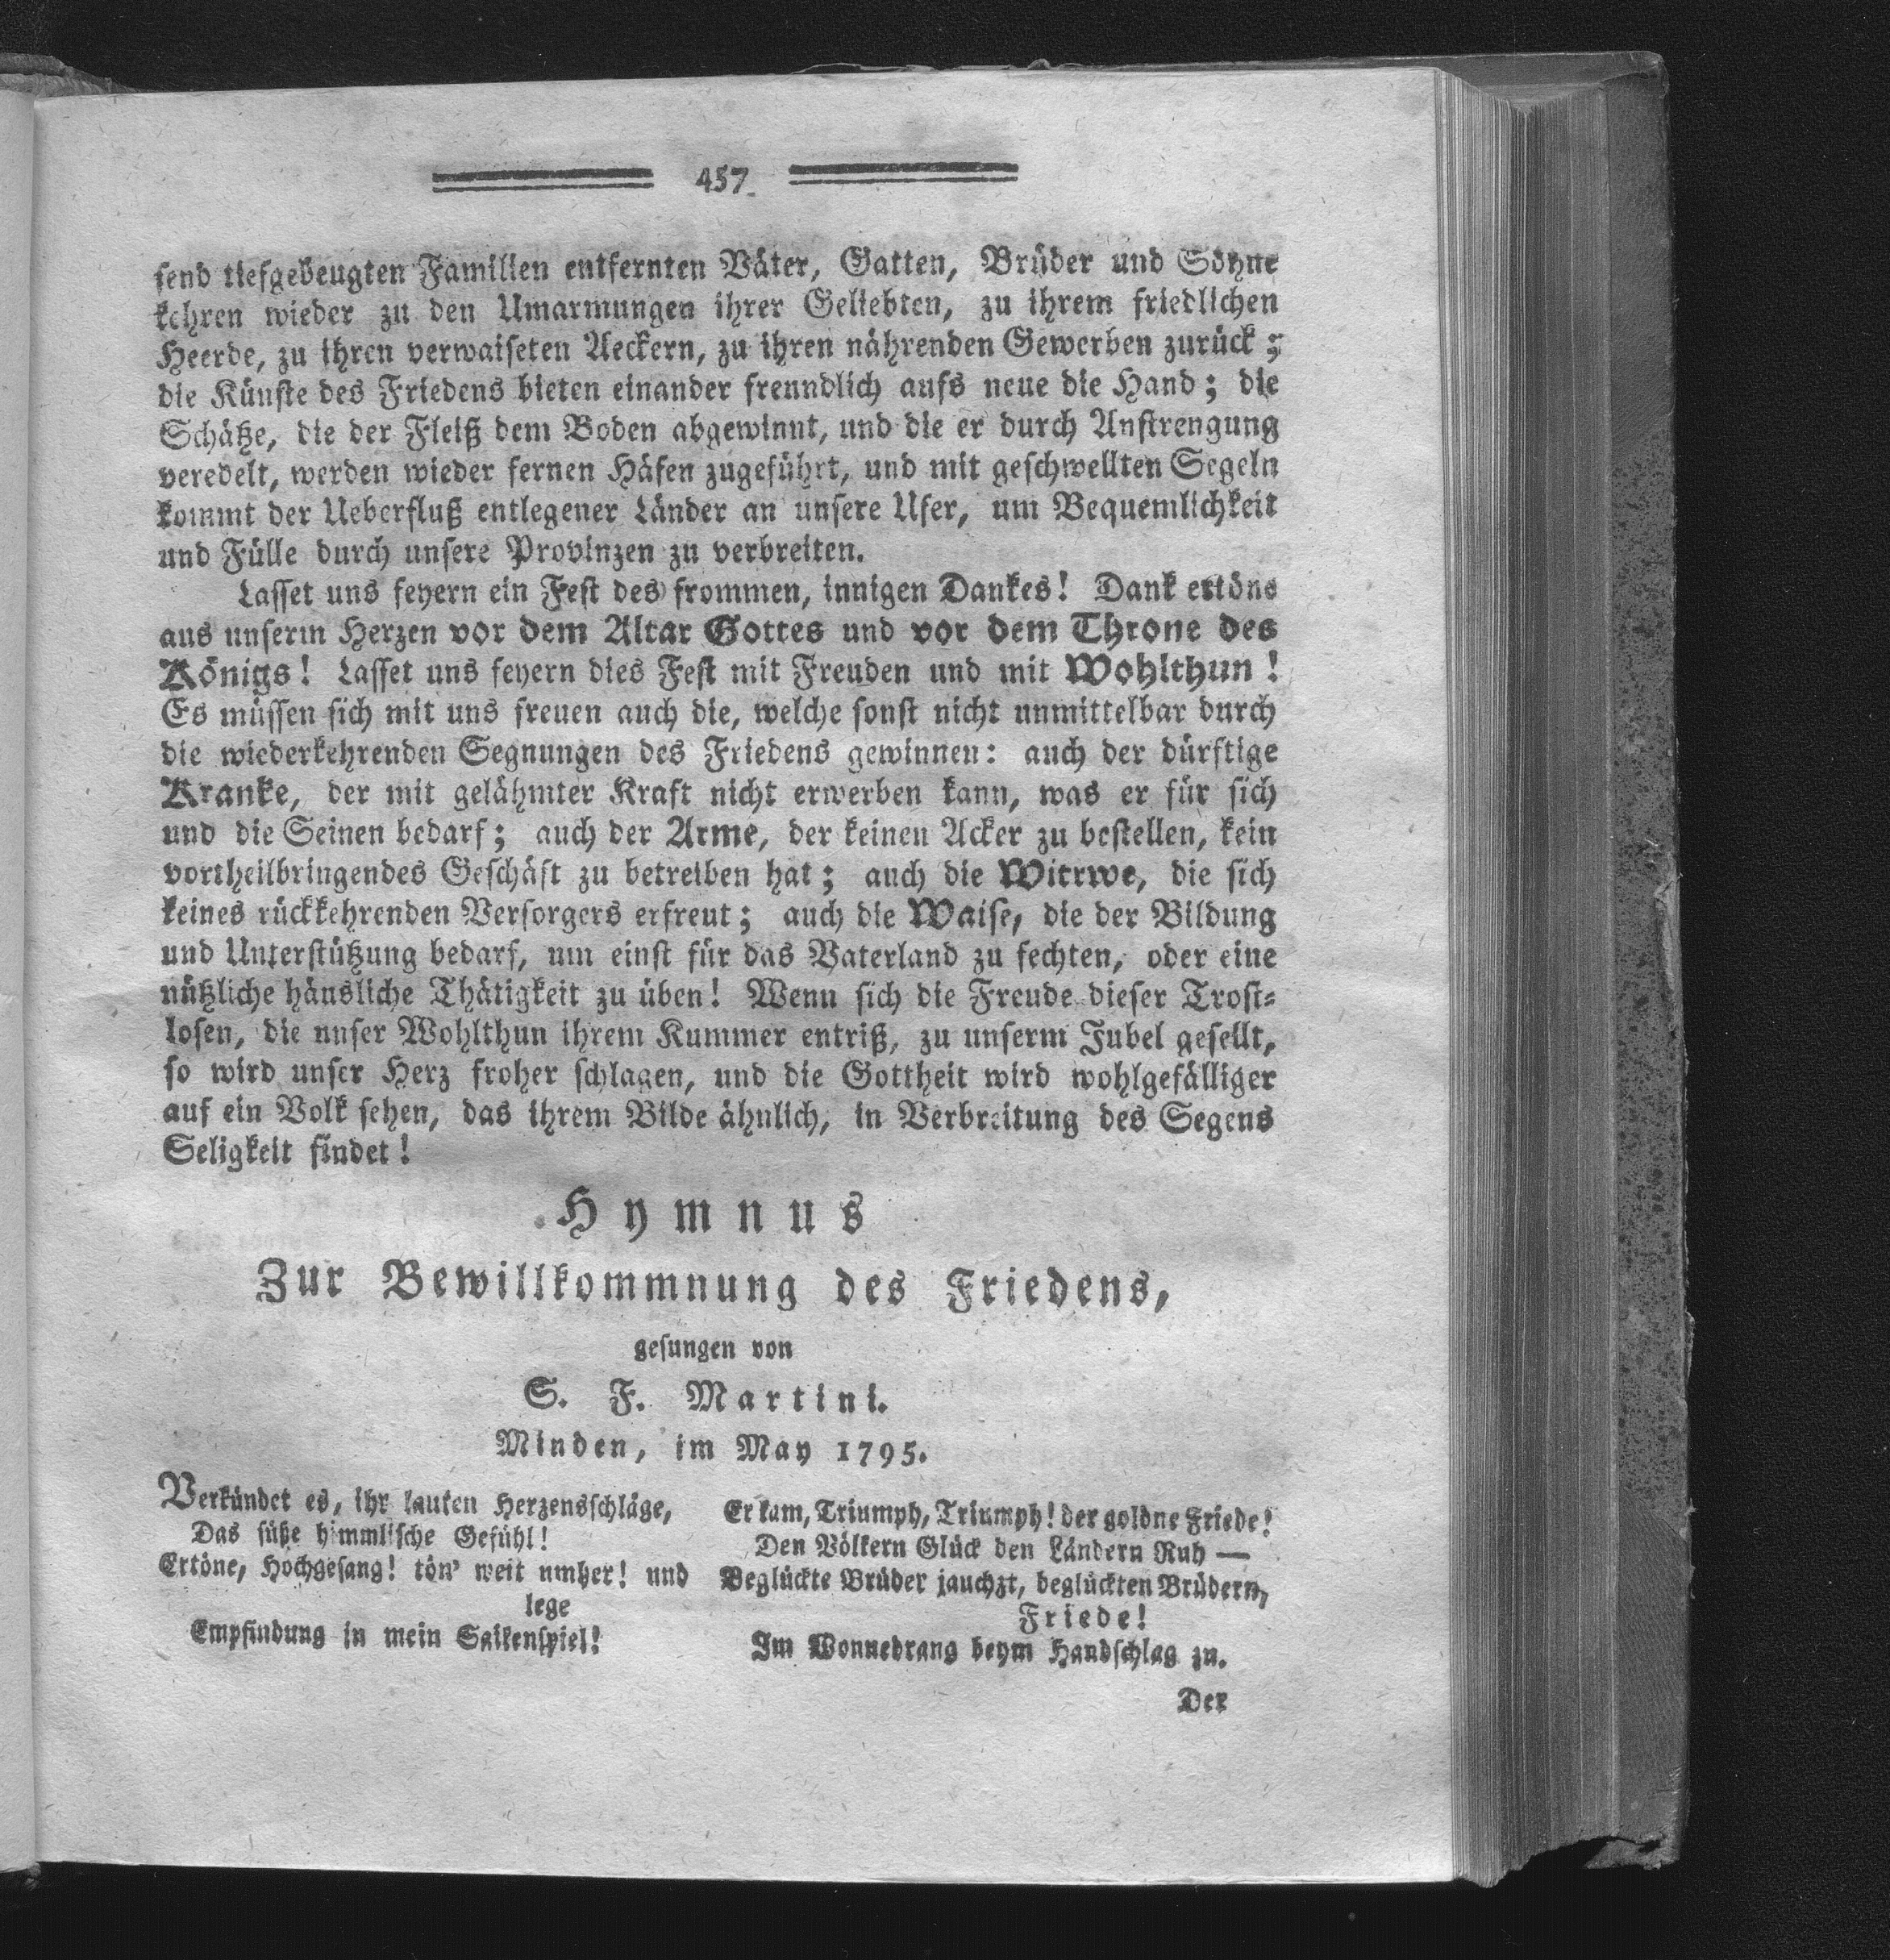 457
send tiefgebeugten Familien entfernten Väter, Gatten, Brüder und Söhne
kehren wieder zu den Umarmungen ihrer Geliebten, zu ihrem friedlichen
Heerde, zu ihren verwaiseten Aeckern, zu ihren nährenden Gewerben zurück;
die Künste des Friedens bieten einander freundlich aufs neue die Hand; die
Schätze, die der Fleiß dem Boden abgewinnt, und die er durch Anstrengung
veredelt, werden wieder fernen Häfen zugeführt, und mit geschwellten Segeln
kommt der Ueberfluß entlegener Länder an unsere Ufer, um Bequemlichkeit
und Fülle durch unsere Provinzen zu verbreiten.
Lasset uns feyern ein Fest des frommen, innigen Dankes! Dank ertöne
aus unserm Herzen vor dem Altar Gottes und vor dem Throne des
Königs! Lasset uns feyern dies Fest mit Freuden und mit Wohlthun!
Es müssen sich mit uns freuen auch die, welche sonst nicht unmittelbar durch
die wiederkehrenden Segnungen des Friedens gewinnen: auch der dürftige
Kranke, der mit gelähmter Kraft nicht erwerben kann, was er für sich
und die Seinen bedarf; auch der Arme, der keinen Acker zu bestellen, kein
vortheilbringendes Geschäft zu betreiben hat; auch die Wittwe, die sich
keines rückkehrenden Versorgers erfreut; auch die Waise, die der Bildung
und Unterstützung bedarf, um einst für das Vaterland zu fechten, oder eine
nützliche häusliche Thätigkeit zu üben! Wenn sich die Freude dieser Trost-
losen, die unser Wohlthun ihrem Kummer entriß, zu unserm Jubel gesellt,
so wird unser Herz froher schlagen, und die Gottheit wird wohlgefälliger
auf ein Volk sehen, das ihrem Bilde ähnlich, in Verbreitung des Segens
Seligkeit findet!
Hymnus
Zur Bewillkommnung des Friedens,
gesungen von
S. F. Martini.
Minden, im May 1795.
Verkündet es, ihr lauten Herzensschläge,
Das süße himmlische Gefühl!
Ertöne, Hochgesang! tön' weit umher! und
lege
Empfindung in mein Saitenspiel!
Er kam, Triumph, Triumph! der goldne Friede!
Den Völkern Glück den Ländern Ruh —
Beglückte Brüder jauchzt, beglückten Brüdern,
Friede!
Im Wonnedrang beym Handschlag zu.
Der